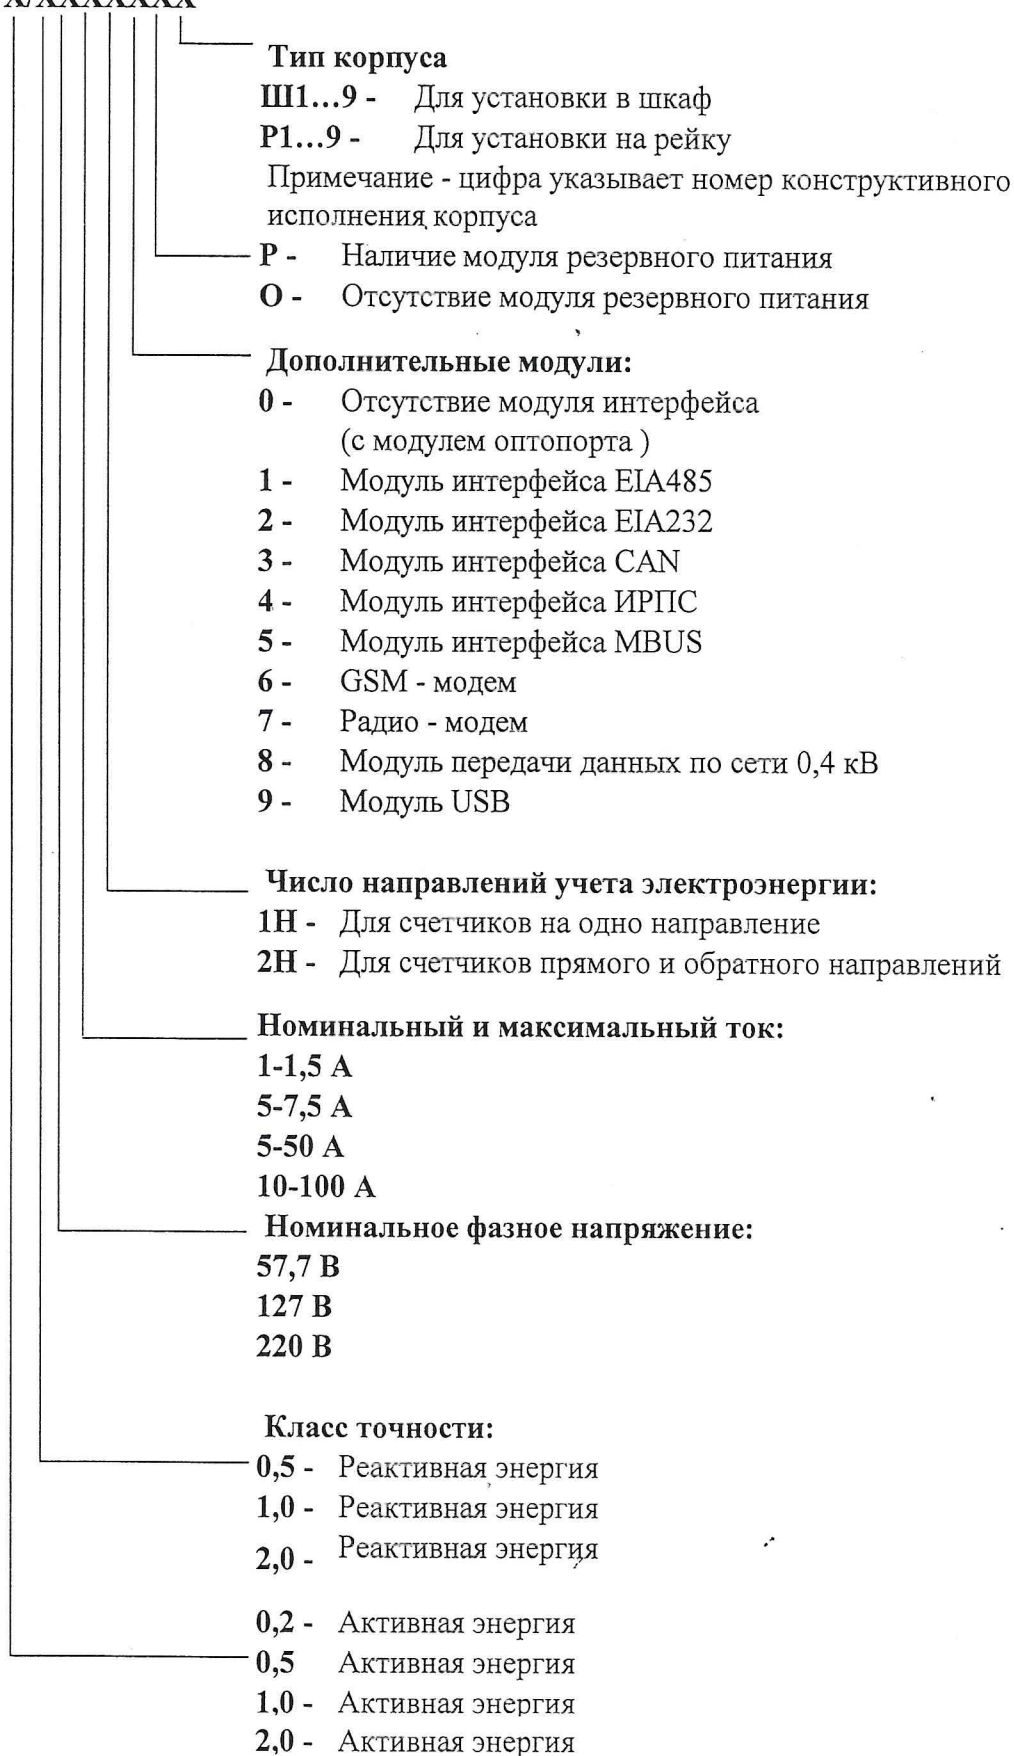 Х/ХХХХХХХ
Тип корпуса
Ш1...9 - Для установки в шкаф
Р1...9 - Для установки на рейку
Примечание - цифра указывает номер конструктивного
исполнения корпуса
Р - Наличие модуля резервного питания
О - Отсутствие модуля резервного питания
Дополнительные модули:
0 - Отсутствие модуля интерфейса
(с модулем оптопорта )
1 - Модуль интерфейса EIA485
2 - Модуль интерфейса EIA232
3 - Модуль интерфейса CAN
4 - Модуль интерфейса ИРПС
5 - Модуль интерфейса MBUS
6 - GSM - модем
7 - Радио - модем
8 - Модуль передачи данных по сети 0,4 кВ
9 - Модуль USB
Число направлений учета электроэнергии:
1Н - Для счетчиков на одно направление
2Н - Для счетчиков прямого и обратного направлений
Номинальный и максимальный ток:
1-1,5 А
5-7,5 А
5-50 А
10-100 А
Номинальное фазное напряжение:
57,7 В
127 В
220 В
Класс точности:
0,5 - Реактивная энергия
1,0 - Реактивная энергия
2,0 - Реактивная энергия
0,2 - Активная энергия
0,5 Активная энергия
1,0 - Активная энергия
2,0 - Активная энергия